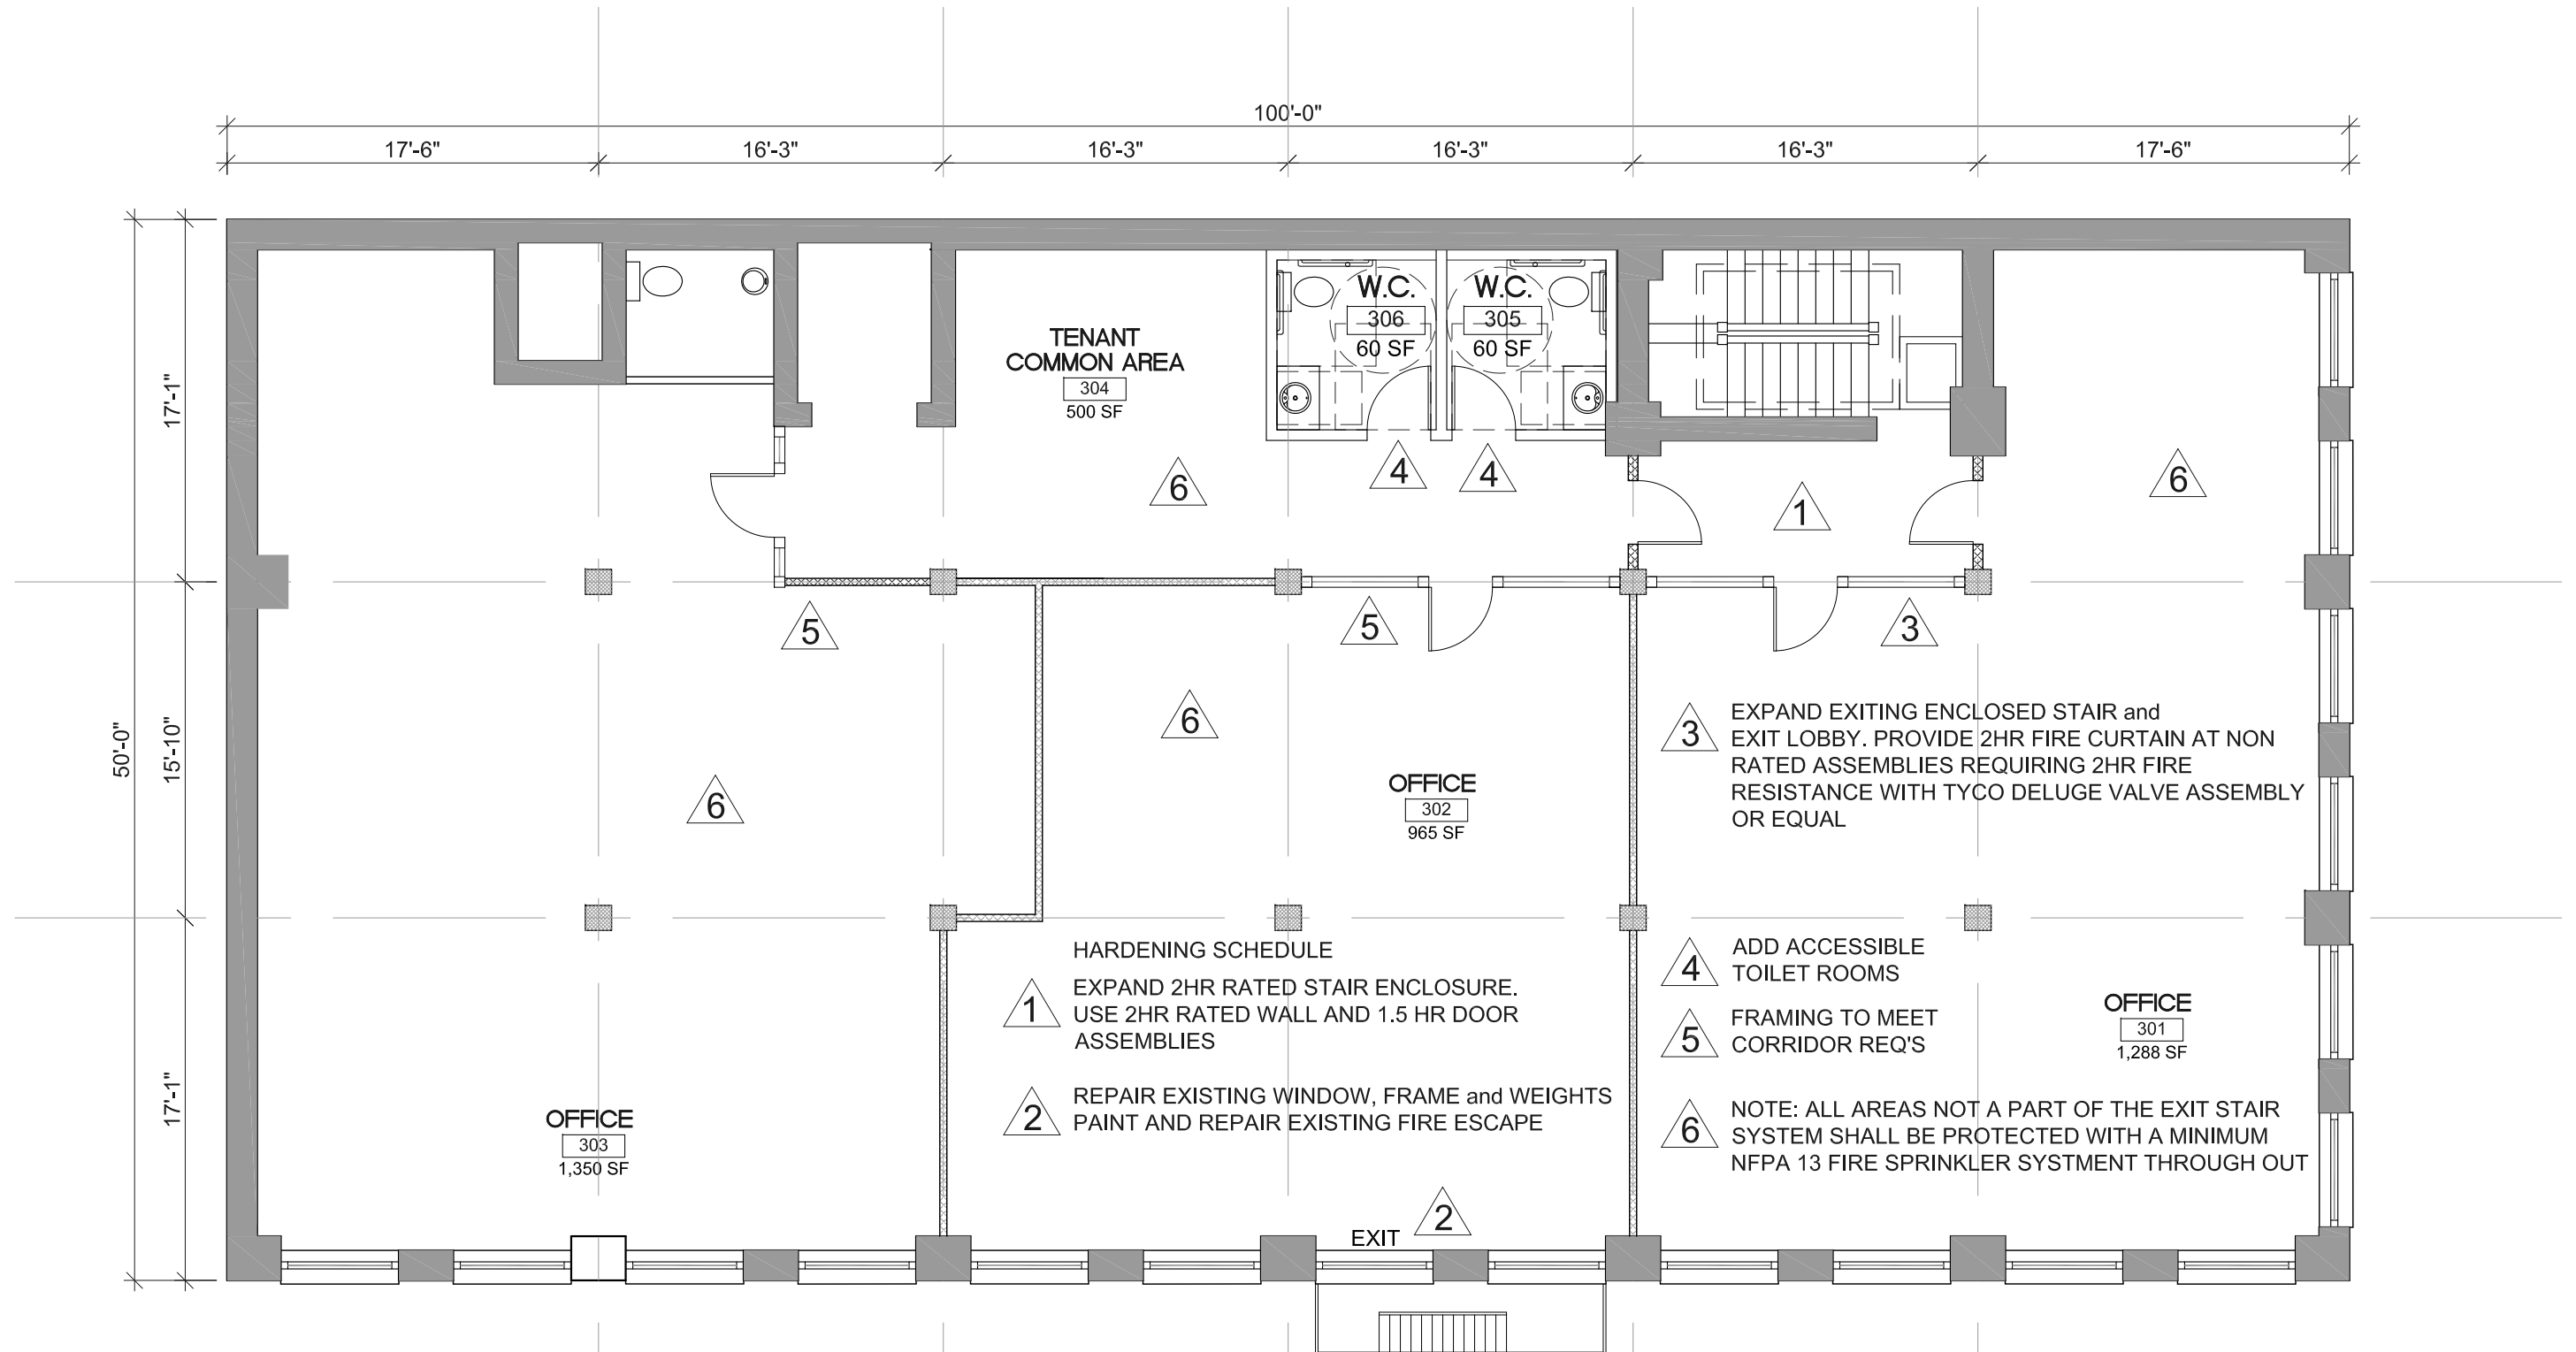 100'-0"
17'-6"
16'-3"
16'-3"
16'-3"
16'-3"
17'-6"
50'-0"
17'-1"
15'-10"
17'-1"
TENANT
COMMON AREA
304
500 SF
W.C.
306
60 SF
W.C.
305
60 SF
4
4
6
1
6
5
5
3
6
6
OFFICE
302
965 SF
3
EXPAND EXITING ENCLOSED STAIR and
EXIT LOBBY. PROVIDE 2HR FIRE CURTAIN AT NON
RATED ASSEMBLIES REQUIRING 2HR FIRE
RESISTANCE WITH TYCO DELUGE VALVE ASSEMBLY
OR EQUAL
HARDENING SCHEDULE
1
EXPAND 2HR RATED STAIR ENCLOSURE.
USE 2HR RATED WALL AND 1.5 HR DOOR
ASSEMBLIES
2
REPAIR EXISTING WINDOW, FRAME and WEIGHTS
PAINT AND REPAIR EXISTING FIRE ESCAPE
4
ADD ACCESSIBLE
TOILET ROOMS
5
FRAMING TO MEET
CORRIDOR REQ'S
6
NOTE: ALL AREAS NOT A PART OF THE EXIT STAIR
SYSTEM SHALL BE PROTECTED WITH A MINIMUM
NFPA 13 FIRE SPRINKLER SYSTMENT THROUGH OUT
OFFICE
301
1,288 SF
OFFICE
303
1,350 SF
EXIT
2